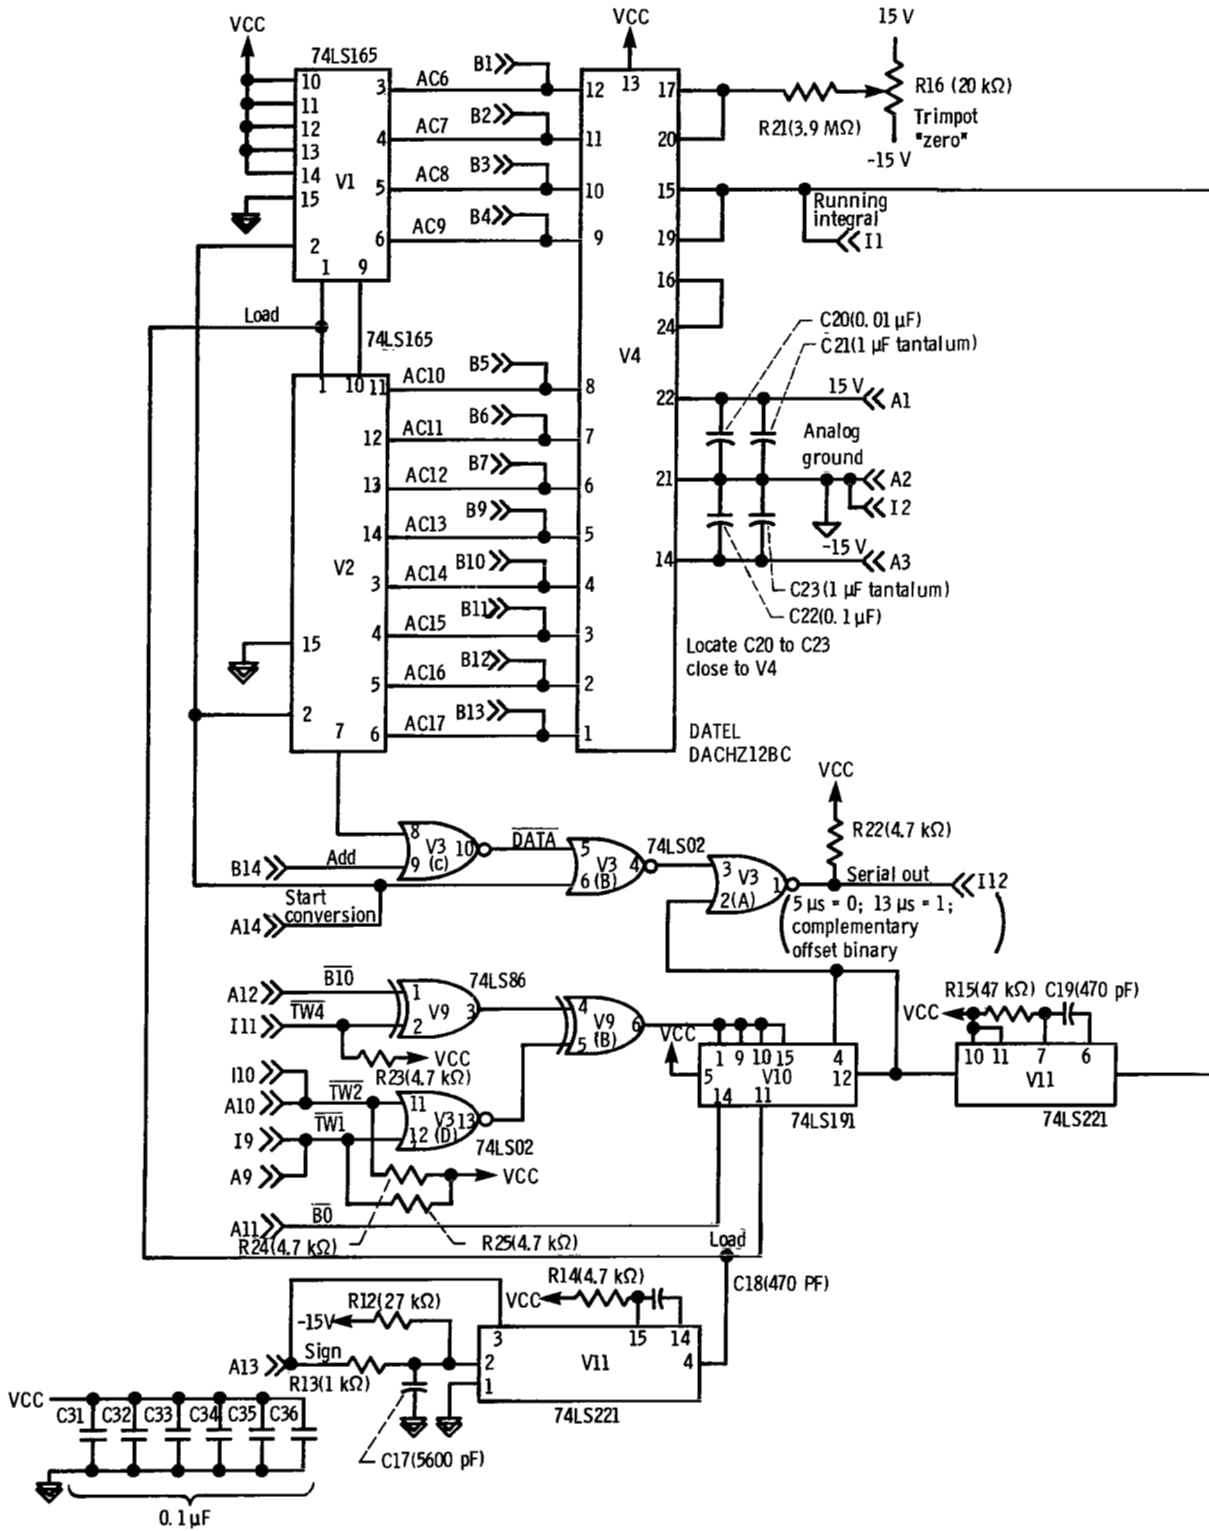 VCC
74LS165
10
11
12
13
14
15
2
1
9
V1
3
4
5
6
AC6
AC7
AC8
AC9
B1
B2
B3
B4
Load
74LS165
1
10
11
12
13
14
3
4
5
6
V2
15
2
7
AC10
AC11
AC12
AC13
AC14
AC15
AC16
AC17
B5
B6
B7
B9
B10
B11
B12
B13
VCC
13
12
11
10
9
8
7
6
5
4
3
2
1
V4
17
20
15
19
16
24
22
21
14
15 V
R16 (20 kΩ)
Trimpot
"zero"
-15 V
R21(3.9 MΩ)
Running
integral
I1
C20(0.01 μF)
C21(1 μF tantalum)
15 V
A1
Analog
ground
A2
I2
-15 V
A3
C23(1 μF tantalum)
C22(0.1 μF)
Locate C20 to C23
close to V4
DATEL
DACHZ12BC
B14
Add
8
9
V3
(c)
10
DATA
5
6
V3
(B)
4
74LS02
3
2
V3
(A)
1
VCC
R22(4.7 kΩ)
Serial out
I12
(5 μs = 0; 13 μs = 1;
complementary
offset binary)
Start
conversion
A14
A12
B10
I11
TW4
1
2
V9
3
74LS86
4
5
V9
(B)
6
VCC
R23(4.7 kΩ)
I10
A10
TW2
I9
TW1
A9
11
12
V3
(D)
13
74LS02
VCC
R24(4.7 kΩ)
R25(4.7 kΩ)
A11
B0
VCC
1
9
10
15
4
5
V10
12
14
11
74LS191
R15(47 kΩ)
C19(470 pF)
VCC
10
11
7
6
V11
74LS221
Load
C18(470 PF)
R14(4.7 kΩ)
VCC
R12(27 kΩ)
-15V
A13
Sign
R13(1 kΩ)
3
15
14
2
V11
4
1
74LS221
C17(5600 pF)
VCC
C31
C32
C33
C34
C35
C36
0.1 μF